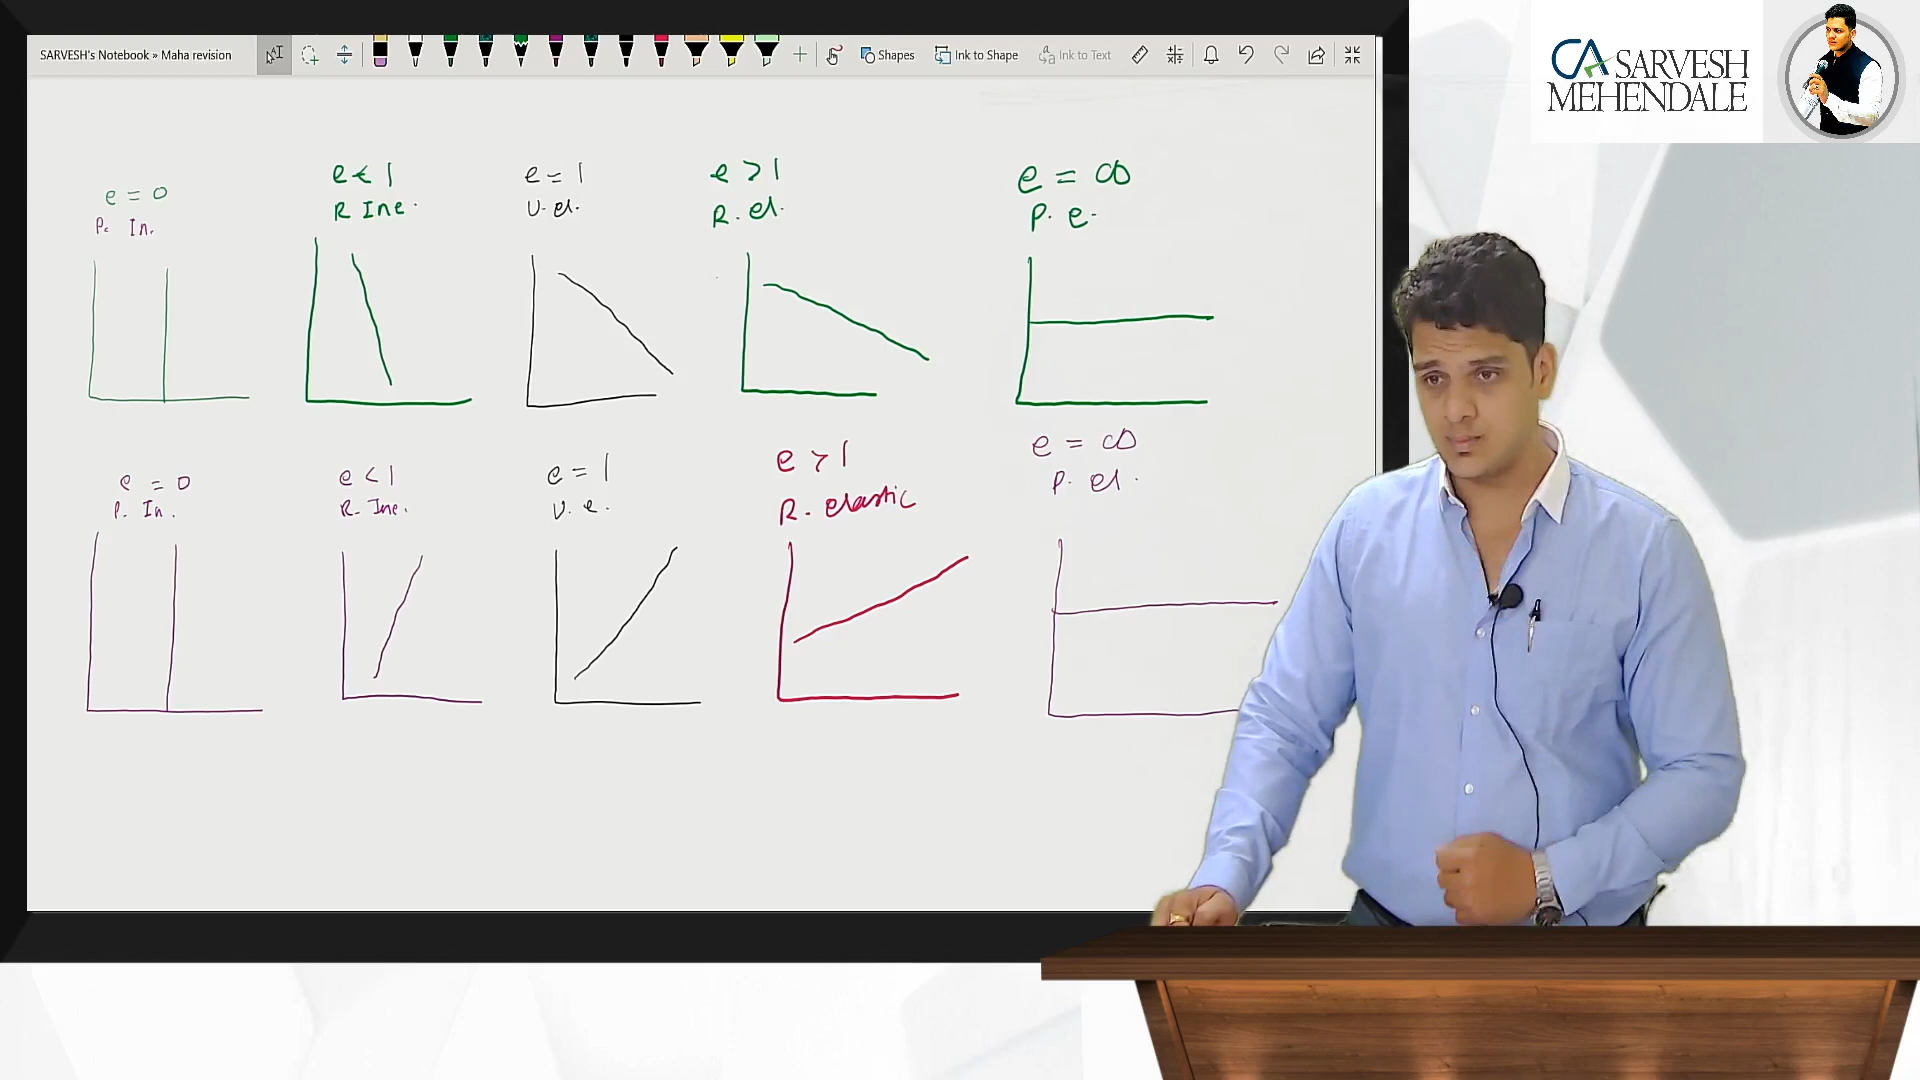 SARVESH's Notebook » Maha revision
Shapes
Ink to Shape
Ink to Text
CA SARVESH
MEHENDALE
e = 0
P. In.
e < 1
R Ine.
e = 1
U. el.
e > 1
R. el.
e = ∞
P. e.
e = 0
P. In.
e < 1
R. Ine.
e = 1
U. e.
e > 1
R. elastic
e = ∞
P. el.